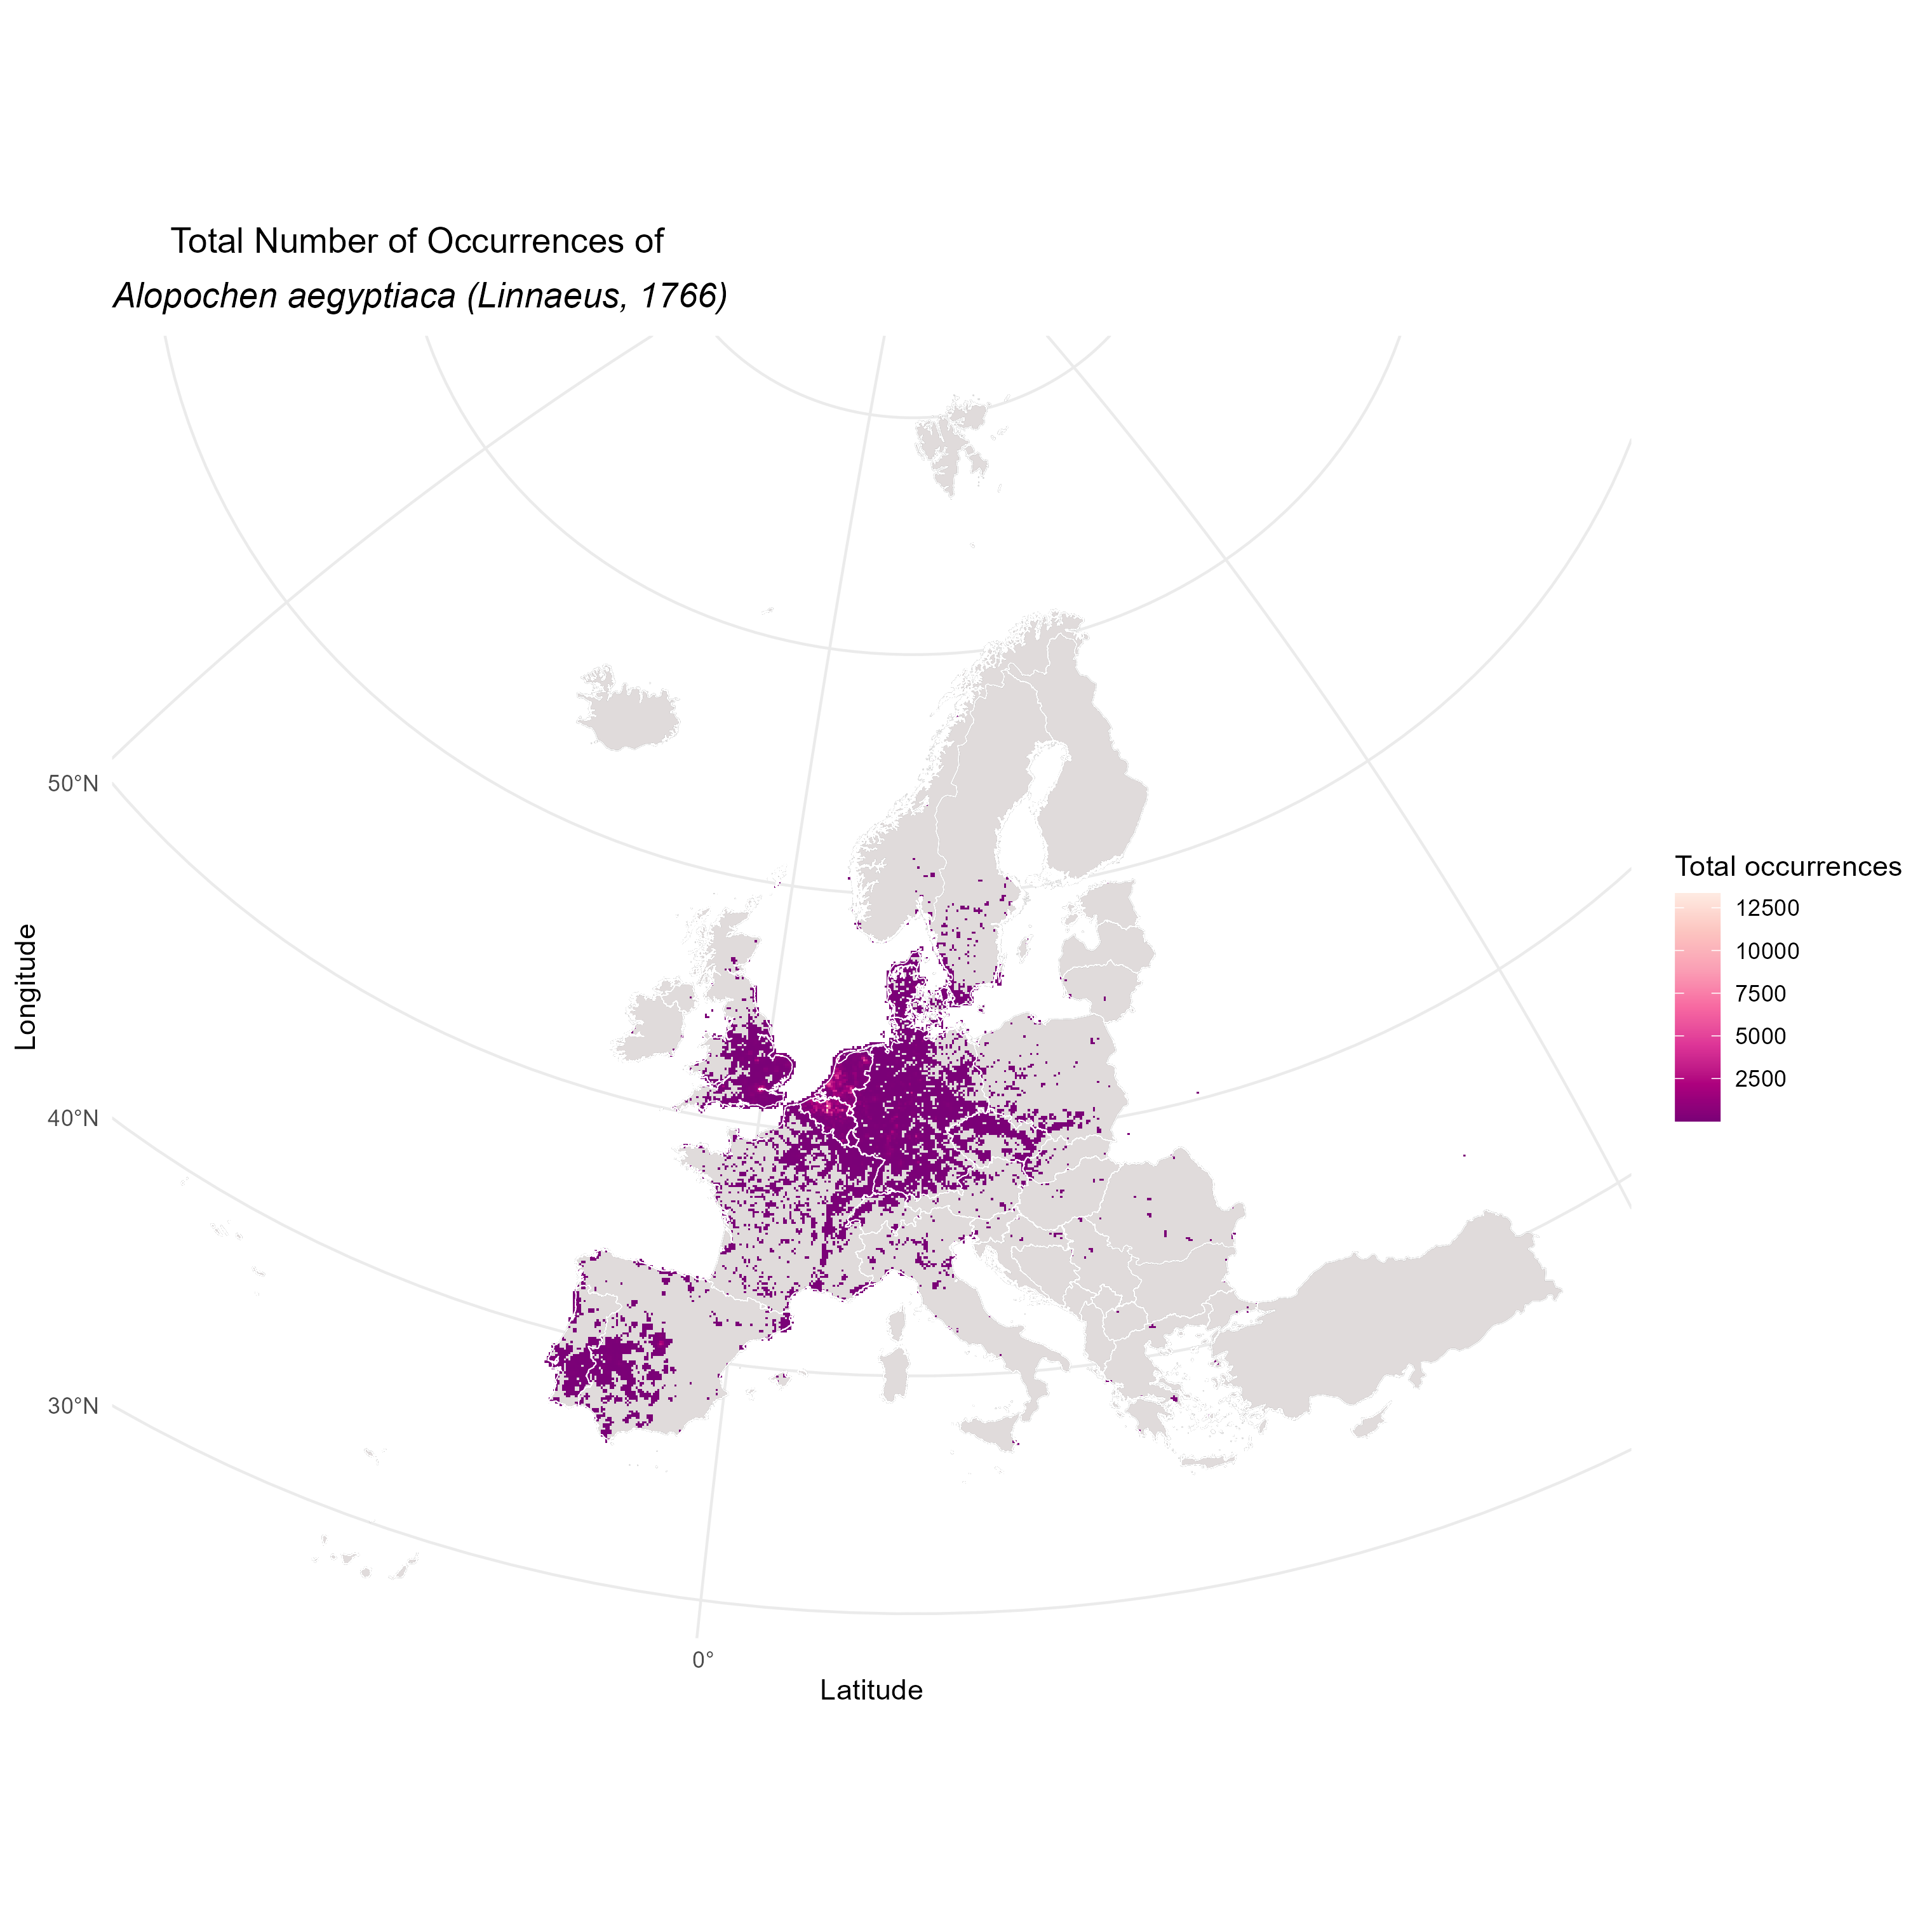 Total Number of Occurrences of
Alopochen aegyptiaca (Linnaeus, 1766)
50°N
40°N
30°N
0°
Longitude
Latitude
Total occurrences
12500
10000
7500
5000
2500